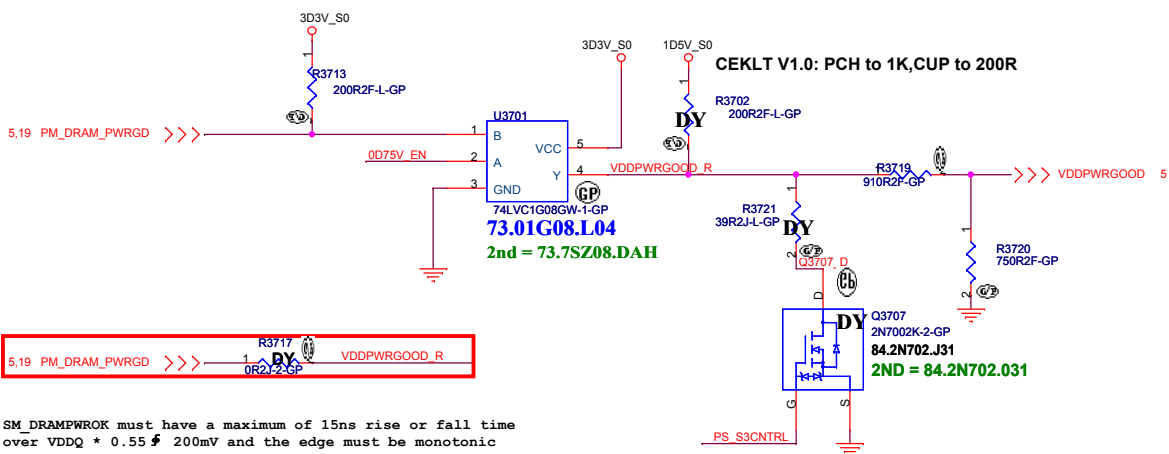 3D3V_S0
3D3V_S0
1D5V_S0
CEKLT V1.0: PCH to 1K,CUP to 200R
1
R3713
200R2F-L-GP
1
R3702
200R2F-L-GP
DY
5,19 PM_DRAM_PWRGD
U3701
1 B
0D75V_EN
2 A
3 GND
VCC 5
Y 4
VDDPWRGOOD_R
GP
74LVC1G08GW-1-GP
73.01G08.L04
2nd = 73.7SZ08.DAH
R3719
910R2F-GP
VDDPWRGOOD 5
1
R3721
39R2J-L-GP
DY
2
Q3707_D
1
R3720
750R2F-GP
2
D
DY
Q3707
2N7002K-2-GP
84.2N702.J31
2ND = 84.2N702.031
G
S
PS_S3CNTRL
5,19 PM_DRAM_PWRGD
1
R3717
DY
0R2J-2-GP
VDDPWRGOOD_R
SM_DRAMPWROK must have a maximum of 15ns rise or fall time
over VDDQ * 0.55 200mV and the edge must be monotonic